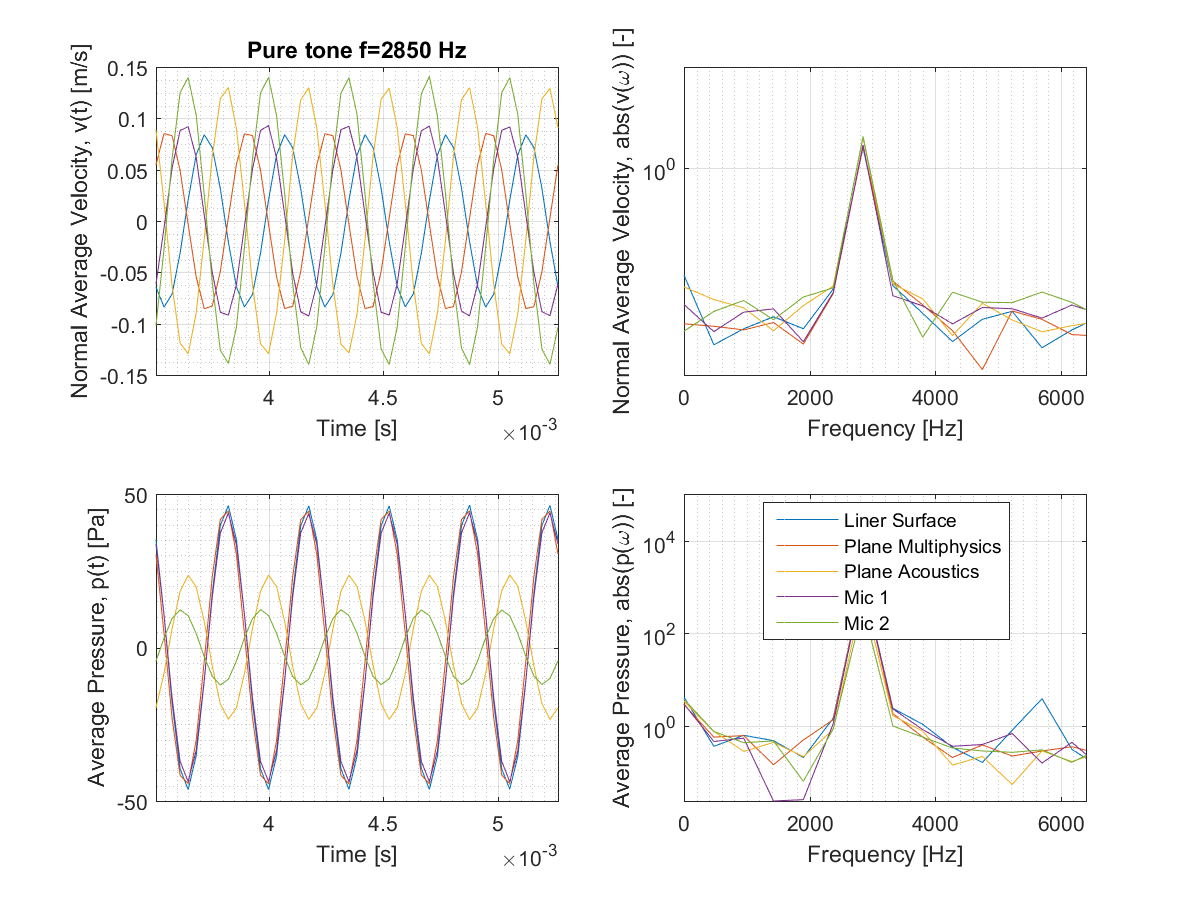 Pure tone f=2850 Hz
Normal Average Velocity, v(t) [m/s]
0.15
0.1
0.05
0
-0.05
-0.1
-0.15
4
4.5
5
Time [s]
×10-3
Normal Average Velocity, abs(v(ω)) [-]
100
0
2000
4000
6000
Frequency [Hz]
Average Pressure, p(t) [Pa]
50
0
-50
4
4.5
5
Time [s]
×10-3
Average Pressure, abs(p(ω)) [-]
104
102
100
Liner Surface
Plane Multiphysics
Plane Acoustics
Mic 1
Mic 2
0
2000
4000
6000
Frequency [Hz]